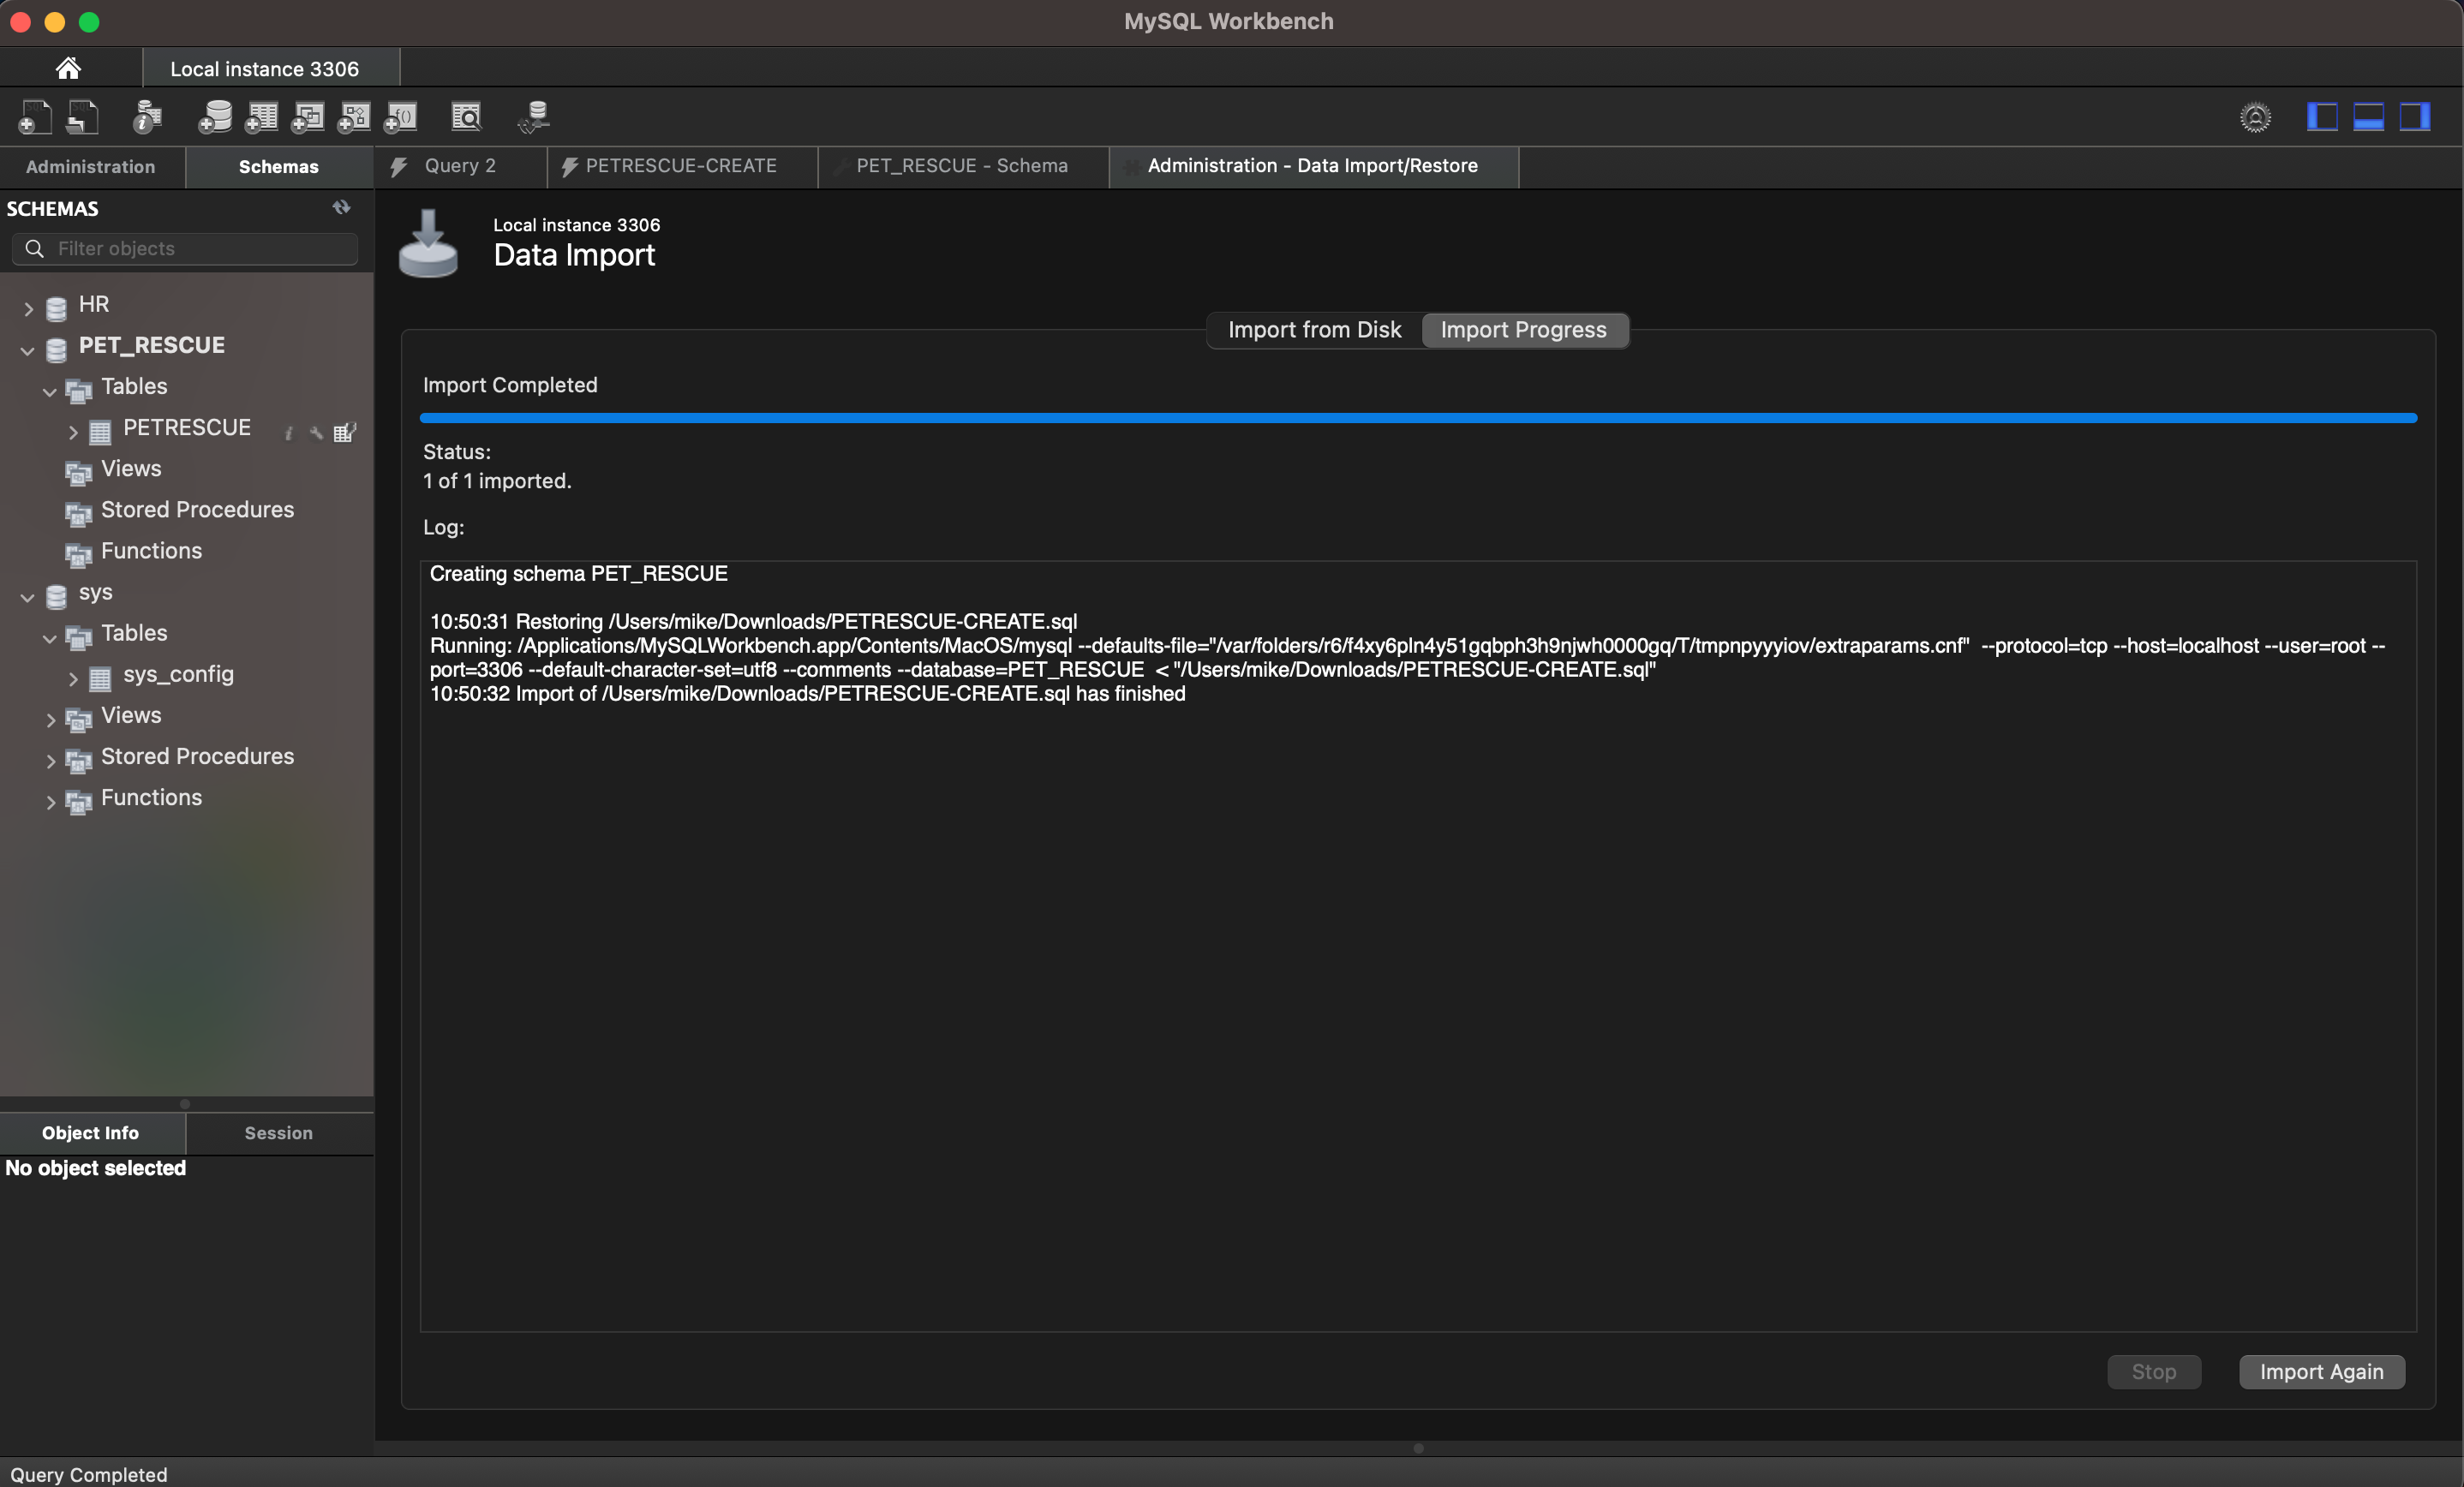 MySQL Workbench
Local instance 3306
Administration
Schemas
Query 2
PETRESCUE-CREATE
PET_RESCUE - Schema
Administration - Data Import/Restore
SCHEMAS
Filter objects
HR
PET_RESCUE
Tables
PETRESCUE
Views
Stored Procedures
Functions
sys
Tables
sys_config
Views
Stored Procedures
Functions
Object Info
Session
No object selected
Local instance 3306
Data Import
Import from Disk
Import Progress
Import Completed
Status:
1 of 1 imported.
Log:
Creating schema PET_RESCUE
10:50:31 Restoring /Users/mike/Downloads/PETRESCUE-CREATE.sql
Running: /Applications/MySQLWorkbench.app/Contents/MacOS/mysql --defaults-file="/var/folders/r6/f4xy6pln4y51gqbph3h9njwh0000gq/T/tmpnpyyyiov/extraparams.cnf"  --protocol=tcp --host=localhost --user=root --
port=3306 --default-character-set=utf8 --comments --database=PET_RESCUE  < "/Users/mike/Downloads/PETRESCUE-CREATE.sql"
10:50:32 Import of /Users/mike/Downloads/PETRESCUE-CREATE.sql has finished
Stop
Import Again
Query Completed